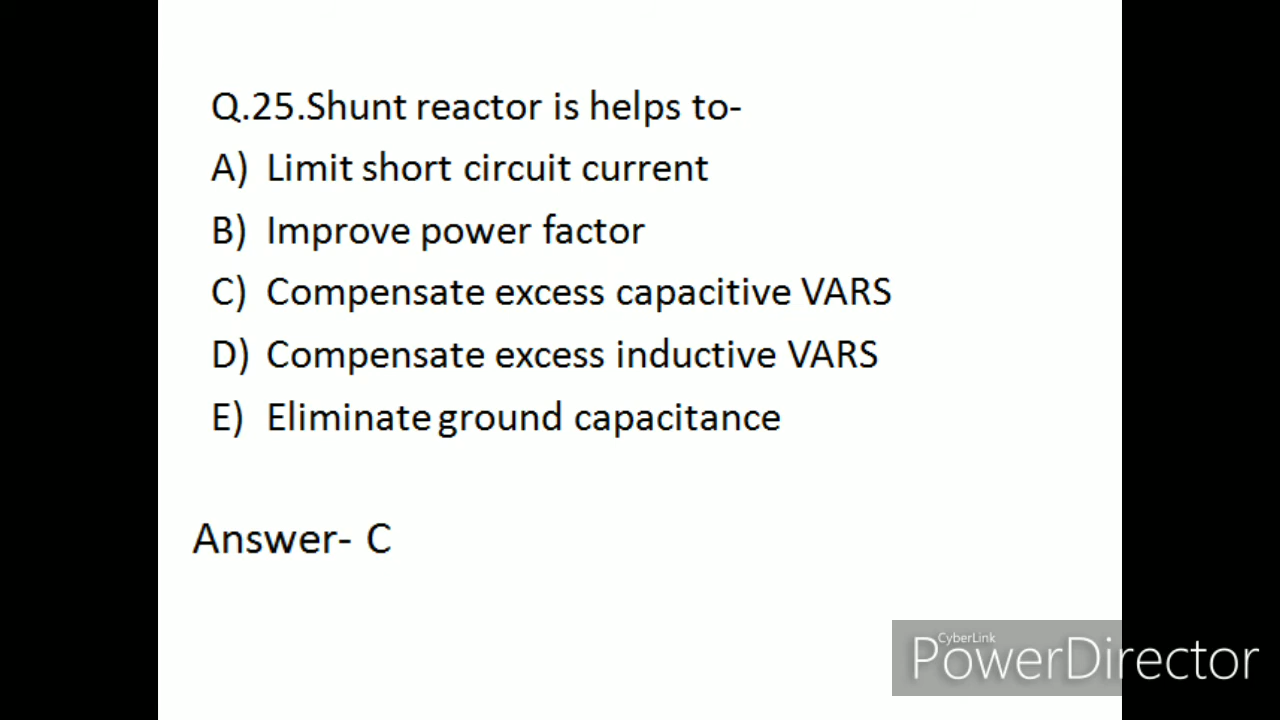 Q.25.Shunt reactor is helps to-
A) Limit short circuit current
B) Improve power factor
C) Compensate excess capacitive VARS
D) Compensate excess inductive VARS
E) Eliminate ground capacitance
Answer- C
CyberLink
PowerDirector